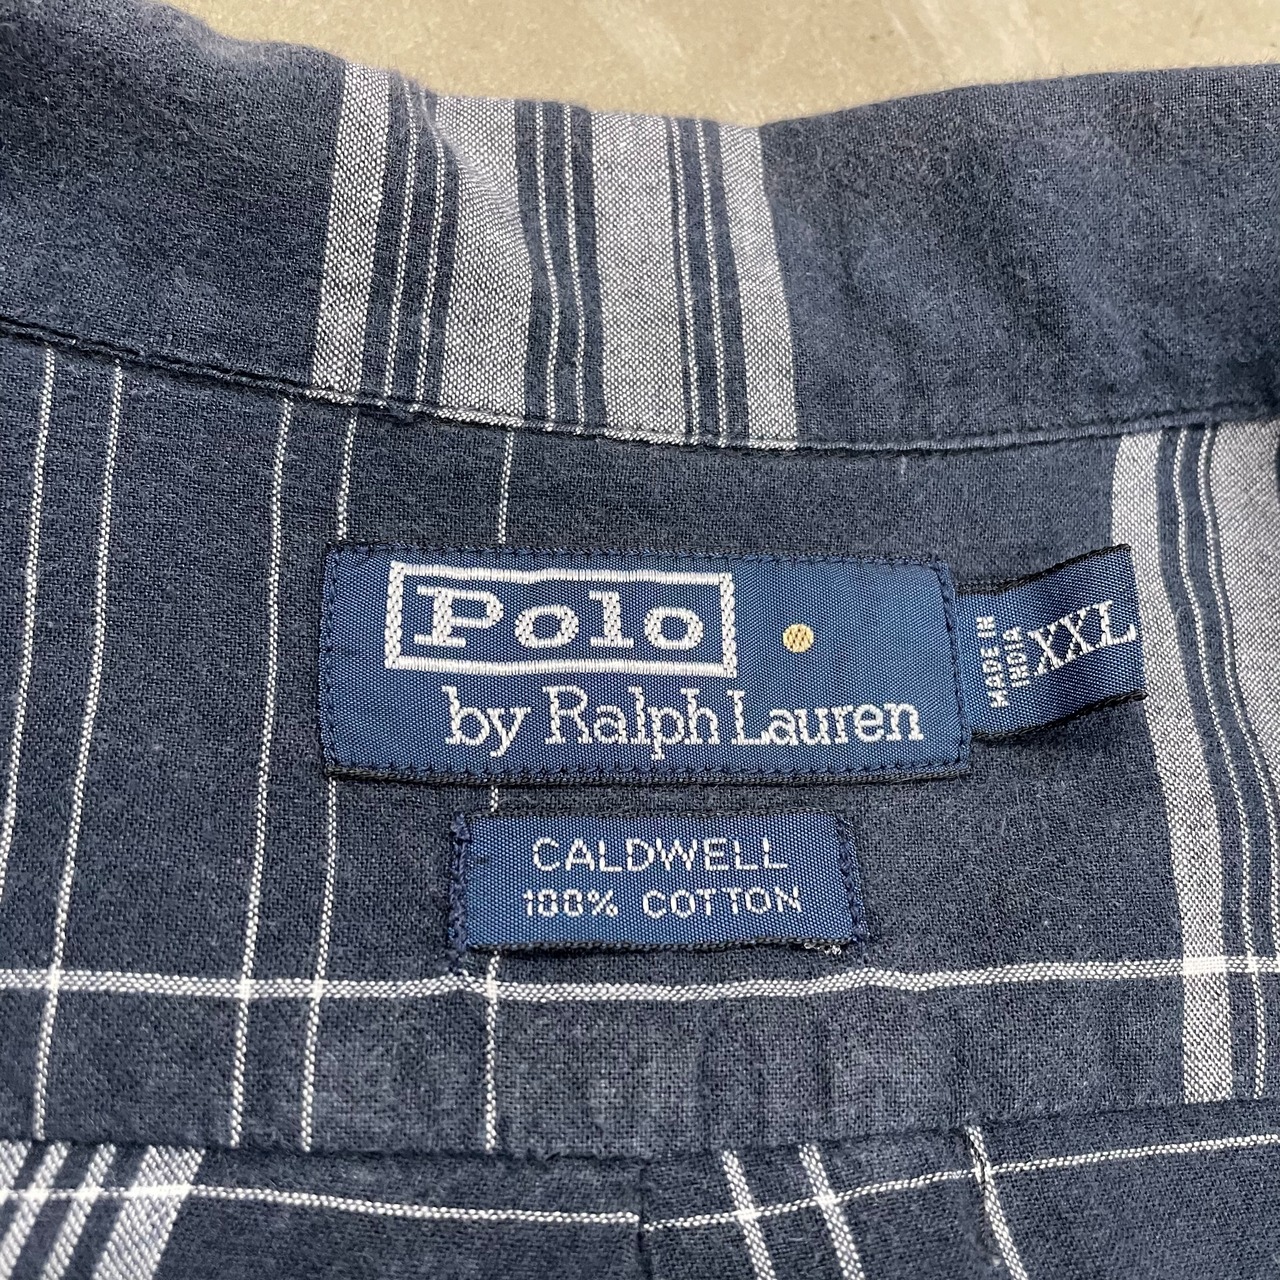 Polo
by Ralph Lauren
MADE IN
INDIA
XXL
CALDWELL
100% COTTON